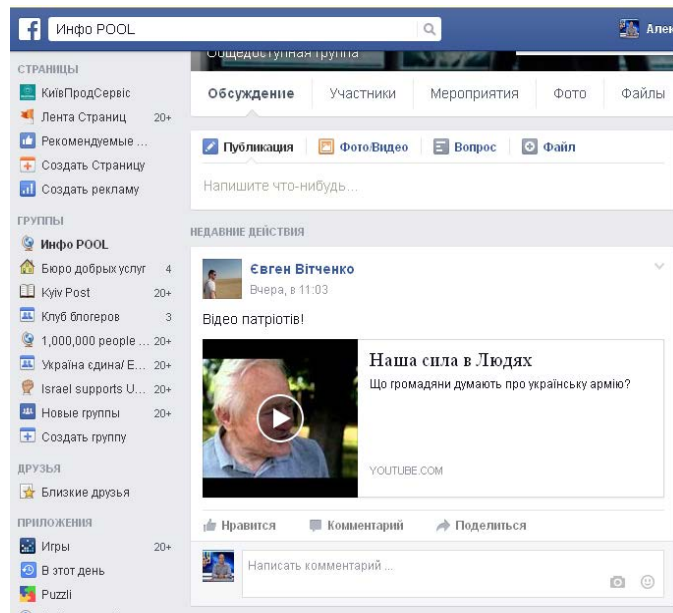 Инфо POOL
Алек
Общедоступная группа
СТРАНИЦЫ
КиївПродСервіс
Лента Страниц 20+
Рекомендуемые ...
Создать Страницу
Создать рекламу
ГРУППЫ
Инфо POOL
Бюро добрых услуг 4
Kyiv Post 20+
Клуб блогеров 3
1,000,000 people ... 20+
Україна єдина/ Е... 20+
Israel supports U... 20+
Новые группы 20+
Создать группу
ДРУЗЬЯ
Близкие друзья
ПРИЛОЖЕНИЯ
Игры 20+
В этот день
Puzzli
Обсуждение Участники Мероприятия Фото Файлы
Публикация Фото/Видео Вопрос Файл
Напишите что-нибудь...
НЕДАВНИЕ ДЕЙСТВИЯ
Євген Вітченко
Вчера, в 11:03
Відео патріотів!
Наша сила в Людях
Що громадяни думають про українську армію?
YOUTUBE.COM
Нравится Комментарий Поделиться
Написать комментарий ...